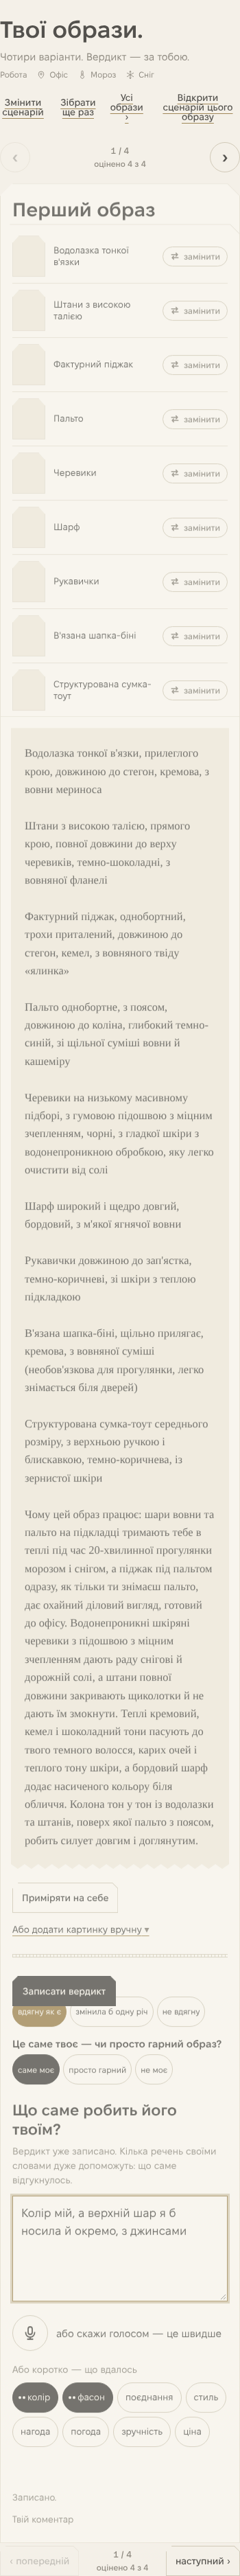 Твої образи.
Чотири варіанти. Вердикт — за тобою.
Робота Офіс Мороз Сніг
Змінити сценарій
Зібрати ще раз
Усі образи ›
Відкрити сценарій цього образу
‹
1 / 4
оцінено 4 з 4
›
Перший образ
Водолазка тонкої в'язки
замінити
Штани з високою талією
замінити
Фактурний піджак
замінити
Пальто
замінити
Черевики
замінити
Шарф
замінити
Рукавички
замінити
В'язана шапка-біні
замінити
Структурована сумка-тоут
замінити
Водолазка тонкої в'язки, прилеглого
крою, довжиною до стегон, кремова, з
вовни мериноса
Штани з високою талією, прямого
крою, повної довжини до верху
черевиків, темно-шоколадні, з
вовняної фланелі
Фактурний піджак, однобортний,
трохи приталений, довжиною до
стегон, кемел, з вовняного твіду
«ялинка»
Пальто однобортне, з поясом,
довжиною до коліна, глибокий темно-
синій, зі щільної суміші вовни й
кашеміру
Черевики на низькому масивному
підборі, з гумовою підошвою з міцним
зчепленням, чорні, з гладкої шкіри з
водонепроникною обробкою, яку легко
очистити від солі
Шарф широкий і щедро довгий,
бордовий, з м'якої ягнячої вовни
Рукавички довжиною до зап'ястка,
темно-коричневі, зі шкіри з теплою
підкладкою
В'язана шапка-біні, щільно прилягає,
кремова, з вовняної суміші
(необов'язкова для прогулянки, легко
знімається біля дверей)
Структурована сумка-тоут середнього
розміру, з верхньою ручкою і
блискавкою, темно-коричнева, із
зернистої шкіри
Чому цей образ працює: шари вовни та
пальто на підкладці тримають тебе в
теплі під час 20-хвилинної прогулянки
морозом і снігом, а піджак під пальтом
одразу, як тільки ти знімаєш пальто,
дає охайний діловий вигляд, готовий
до офісу. Водонепроникні шкіряні
черевики з підошвою з міцним
зчепленням дають раду снігові й
дорожній солі, а штани повної
довжини закривають щиколотки й не
дають їм змокнути. Теплі кремовий,
кемел і шоколадний тони пасують до
твого темного волосся, карих очей і
теплого тону шкіри, а бордовий шарф
додає насиченого кольору біля
обличчя. Колона тон у тон із водолазки
та штанів, поверх якої пальто з поясом,
робить силует довгим і доглянутим.
Приміряти на себе
Або додати картинку вручну ▾
Записати вердикт
вдягну як є
змінила б одну річ
не вдягну
Це саме твоє — чи просто гарний образ?
саме моє
просто гарний
не моє
Що саме робить його
твоїм?
Вердикт уже записано. Кілька речень своїми
словами дуже допоможуть: що саме
відгукнулось.
Колір мій, а верхній шар я б
носила й окремо, з джинсами
або скажи голосом — це швидше
Або коротко — що вдалось
колір
фасон
поєднання
стиль
нагода
погода
зручність
ціна
Записано.
Твій коментар
‹ попередній
1 / 4
оцінено 4 з 4
наступний ›